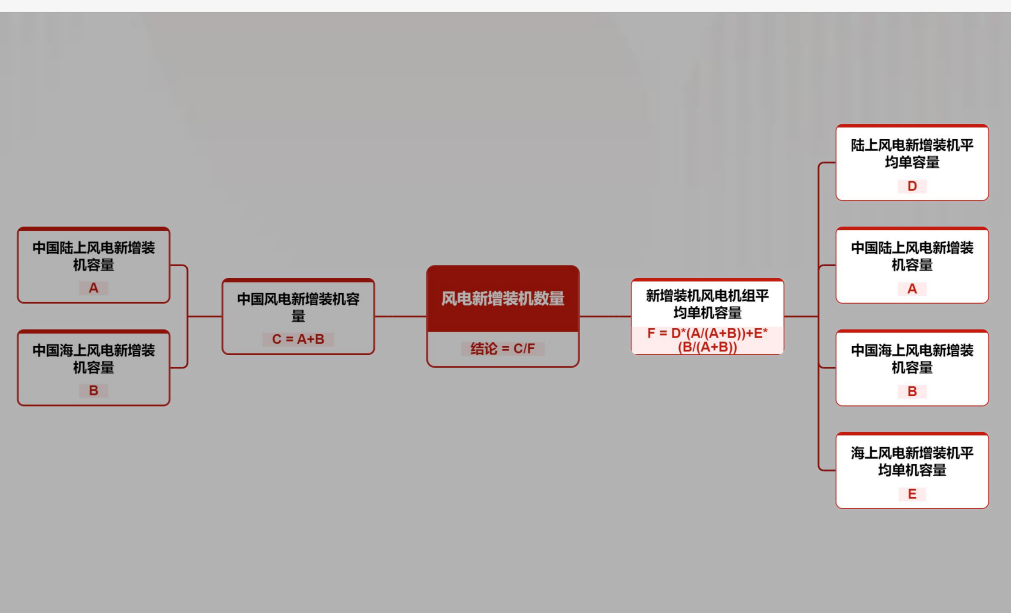 中国陆上风电新增装
机容量
A
中国海上风电新增装
机容量
B
中国风电新增装机容
量
C = A+B
风电新增装机数量
结论 = C/F
新增装机风电机组平
均单机容量
F = D*(A/(A+B))+E*
(B/(A+B))
陆上风电新增装机平
均单容量
D
中国陆上风电新增装
机容量
A
中国海上风电新增装
机容量
B
海上风电新增装机平
均单机容量
E